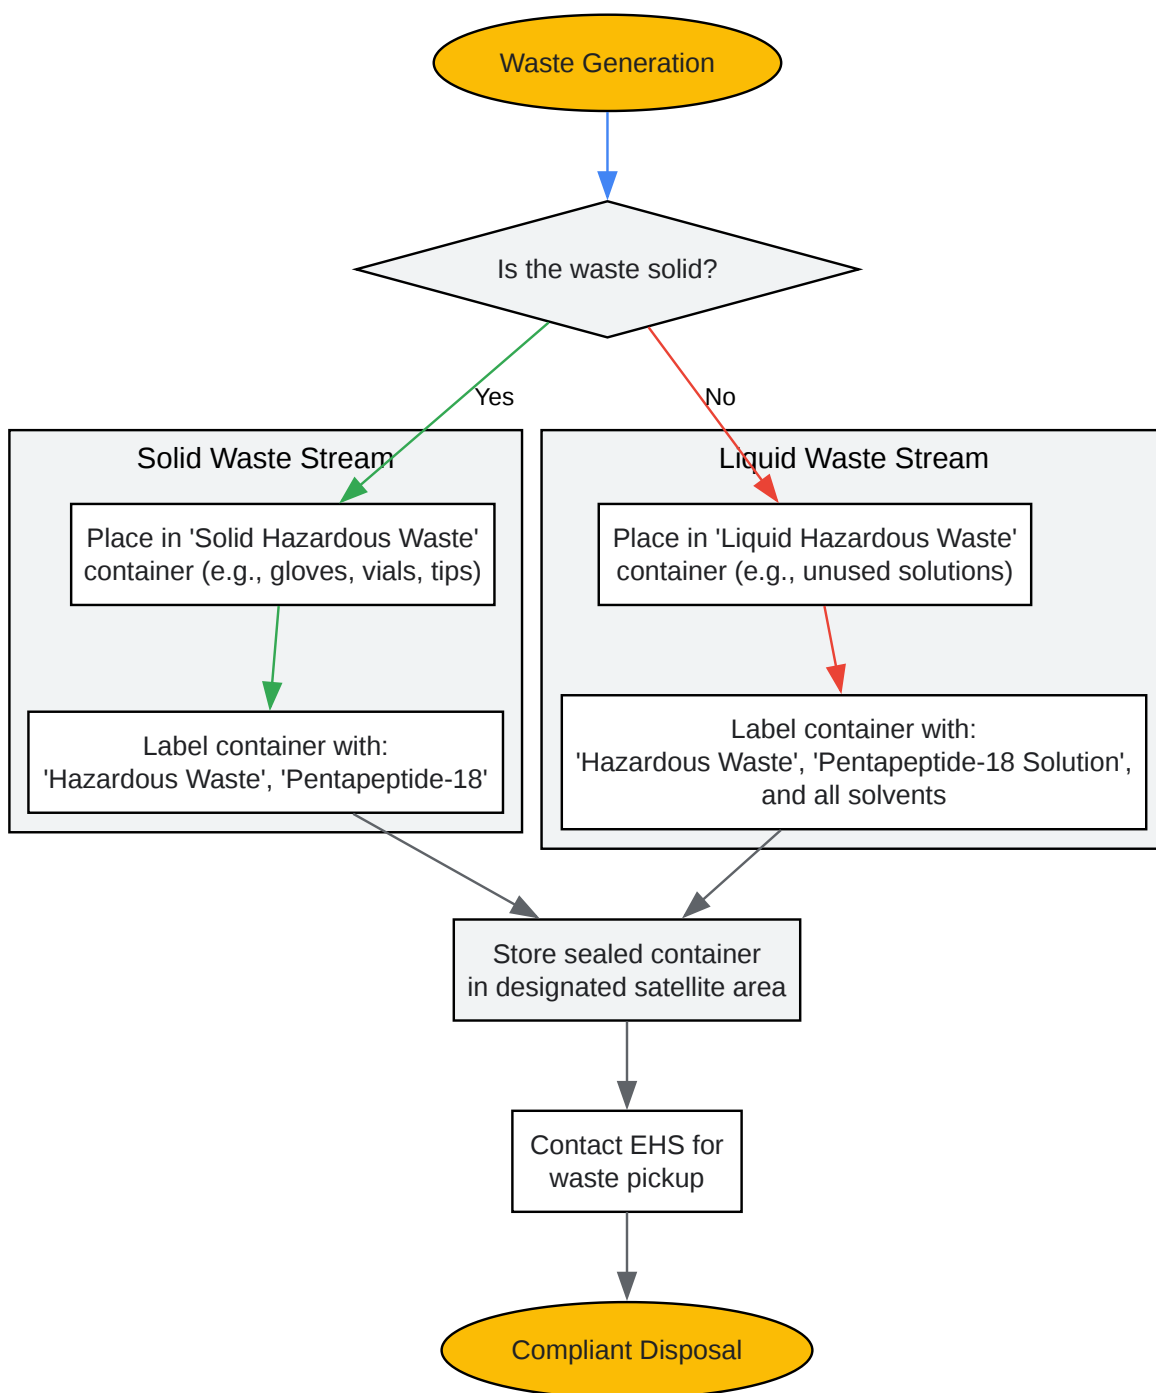 Waste Generation
Is the waste solid?
Yes
No
Solid Waste Stream
Liquid Waste Stream
Place in 'Solid Hazardous Waste'
container (e.g., gloves, vials, tips)
Place in 'Liquid Hazardous Waste'
container (e.g., unused solutions)
Label container with:
'Hazardous Waste', 'Pentapeptide-18'
Label container with:
'Hazardous Waste', 'Pentapeptide-18 Solution',
and all solvents
Store sealed container
in designated satellite area
Contact EHS for
waste pickup
Compliant Disposal